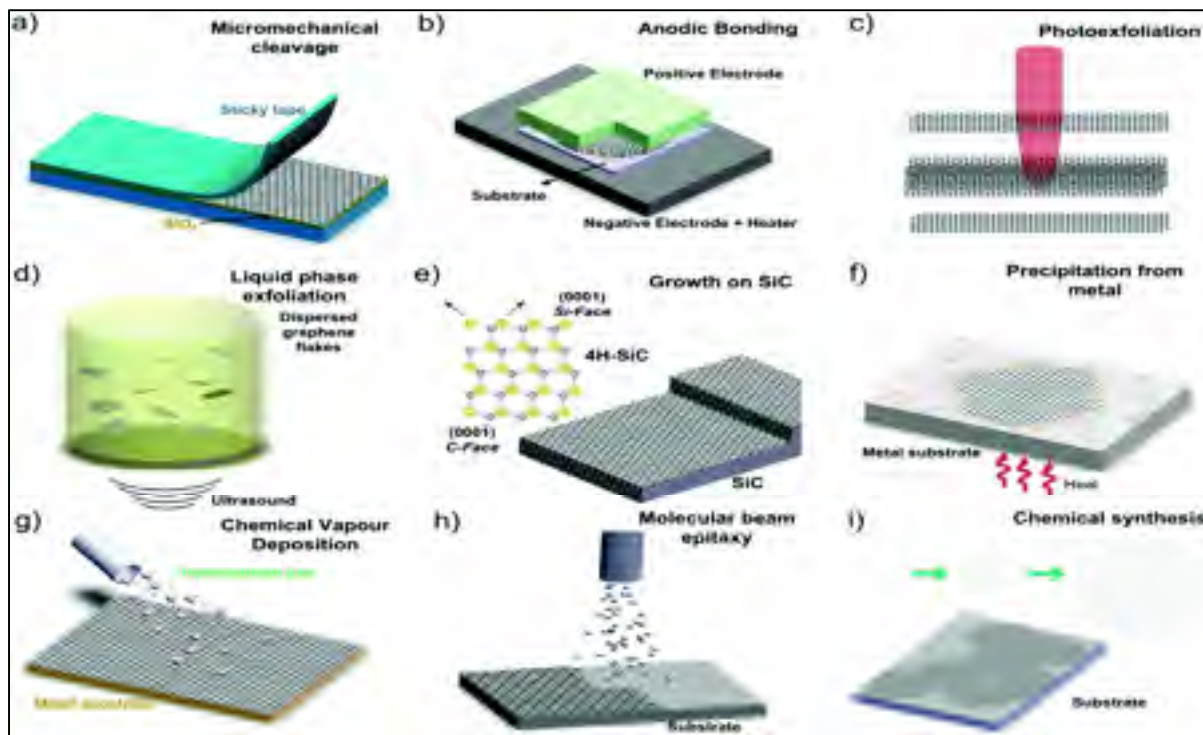 a)
Micromechanical
cleavage
Sticky tape
SiO₂
b)
Anodic Bonding
Positive Electrode
Substrate
Negative Electrode + Heater
c)
Photoexfoliation
d)
Liquid phase
exfoliation
Dispersed
graphene
flakes
Ultrasound
e)
Growth on SiC
(0001)
Si-Face
4H-SiC
(0001)
C-Face
SiC
f)
Precipitation from
metal
Metal substrate
Heat
g)
Chemical Vapour
Deposition
h)
Molecular beam
epitaxy
Substrate
i)
Chemical synthesis
Substrate